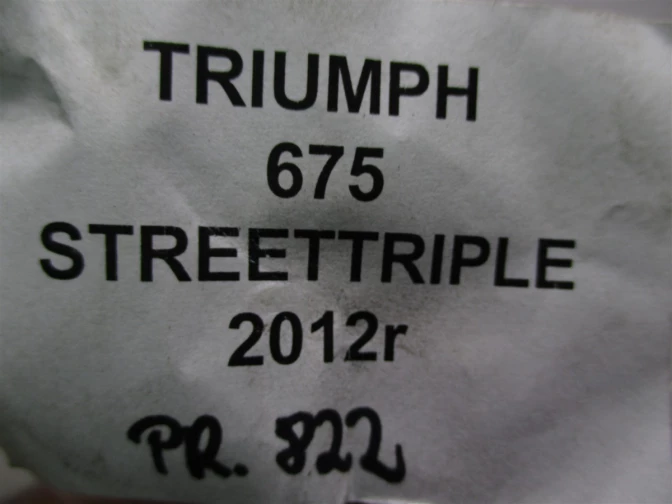 TRIUMPH
675
STREETTRIPLE
2012r
PR. 822